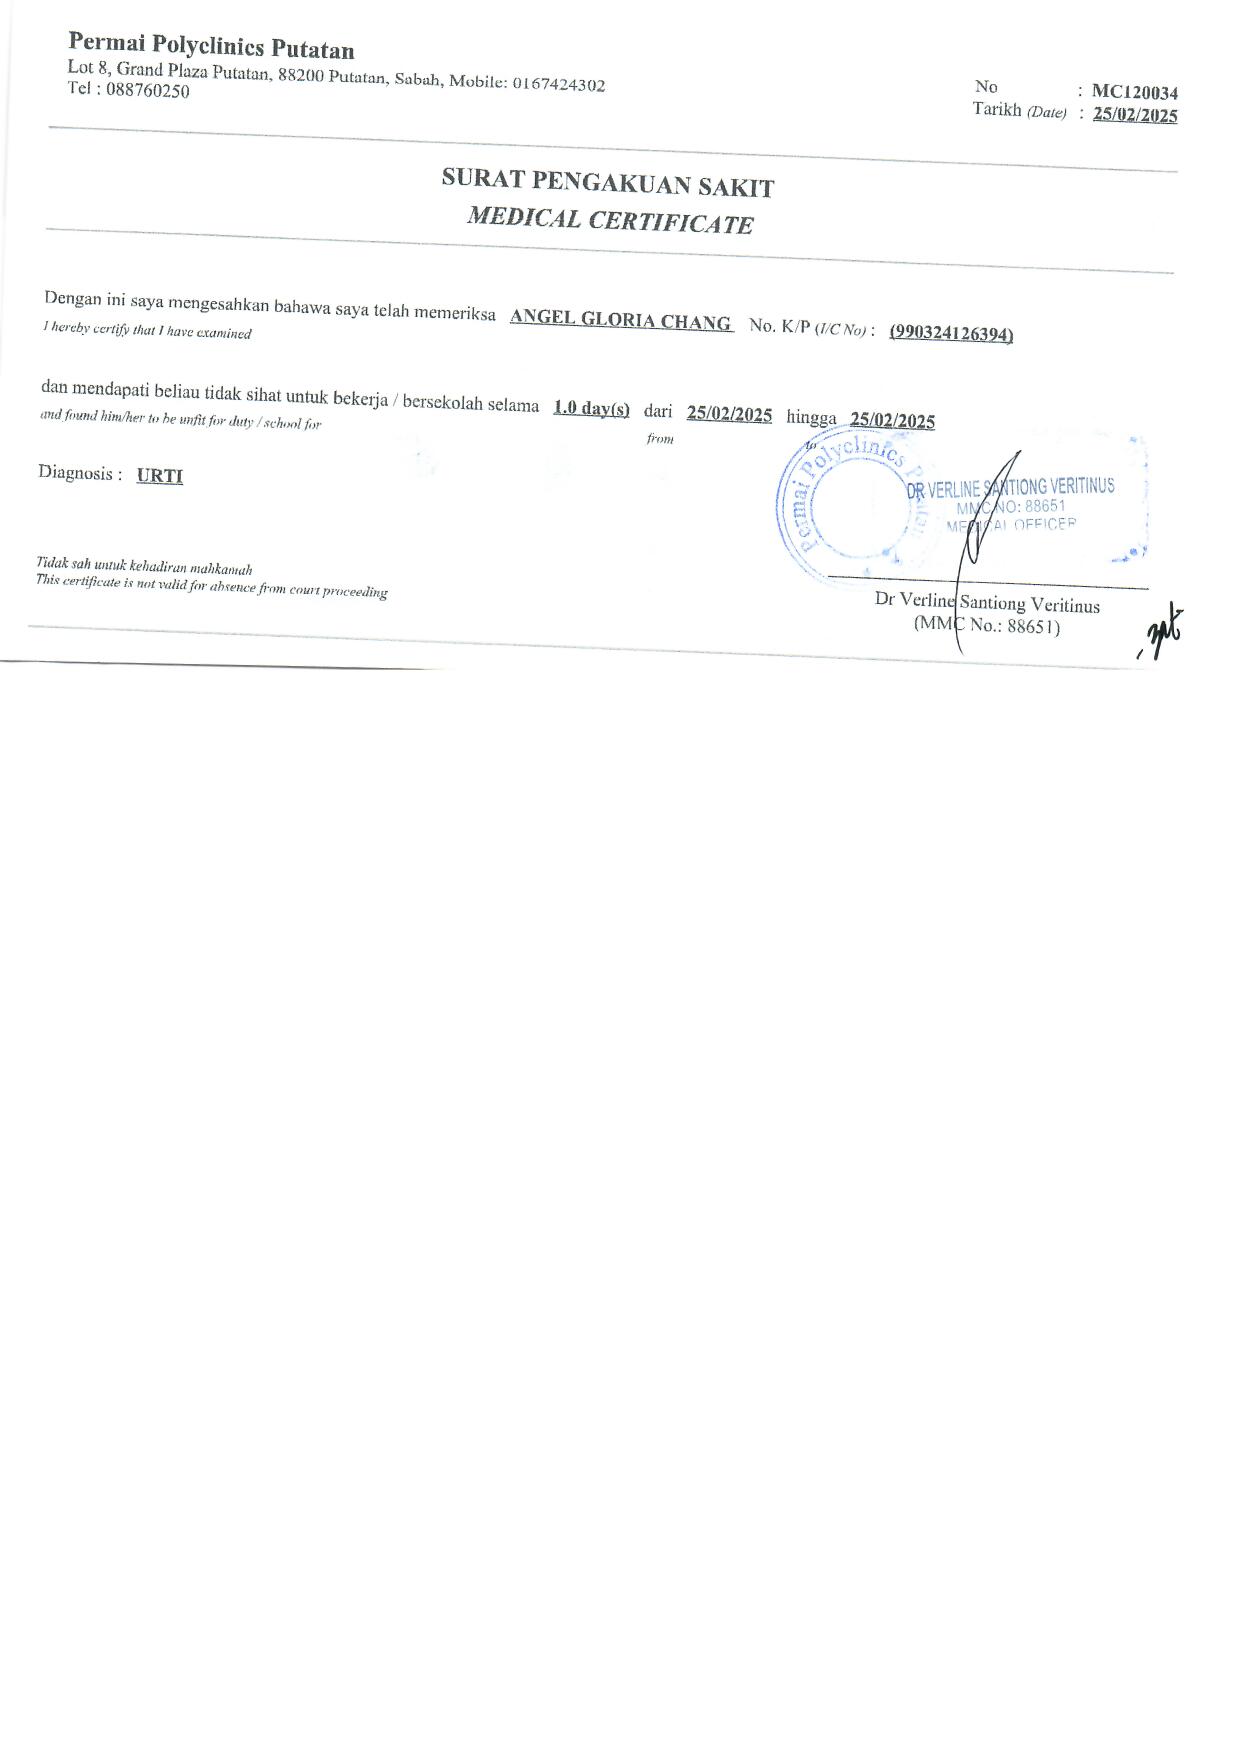 Permai Polyclinics Putatan
Lot 8, Grand Plaza Putatan, 88200 Putatan, Sabah, Mobile: 0167424302
Tel : 088760250
No : MC120034
Tarikh (Date) : 25/02/2025
SURAT PENGAKUAN SAKIT
MEDICAL CERTIFICATE
Dengan ini saya mengesahkan bahawa saya telah memeriksa ANGEL GLORIA CHANG No. K/P (I/C No) : (990324126394)
I hereby certify that I have examined
dan mendapati beliau tidak sihat untuk bekerja / bersekolah selama 1.0 day(s) dari 25/02/2025 hingga 25/02/2025
and found him/her to be unfit for duty / school for from to
Diagnosis : URTI
Permai Polyclinics
DR VERLINE SANTIONG VERITINUS
MMC NO: 88651
MEDICAL OFFICER
Tidak sah untuk kehadiran mahkamah
This certificate is not valid for absence from court proceeding
Dr Verline Santiong Veritinus
(MMC No.: 88651)